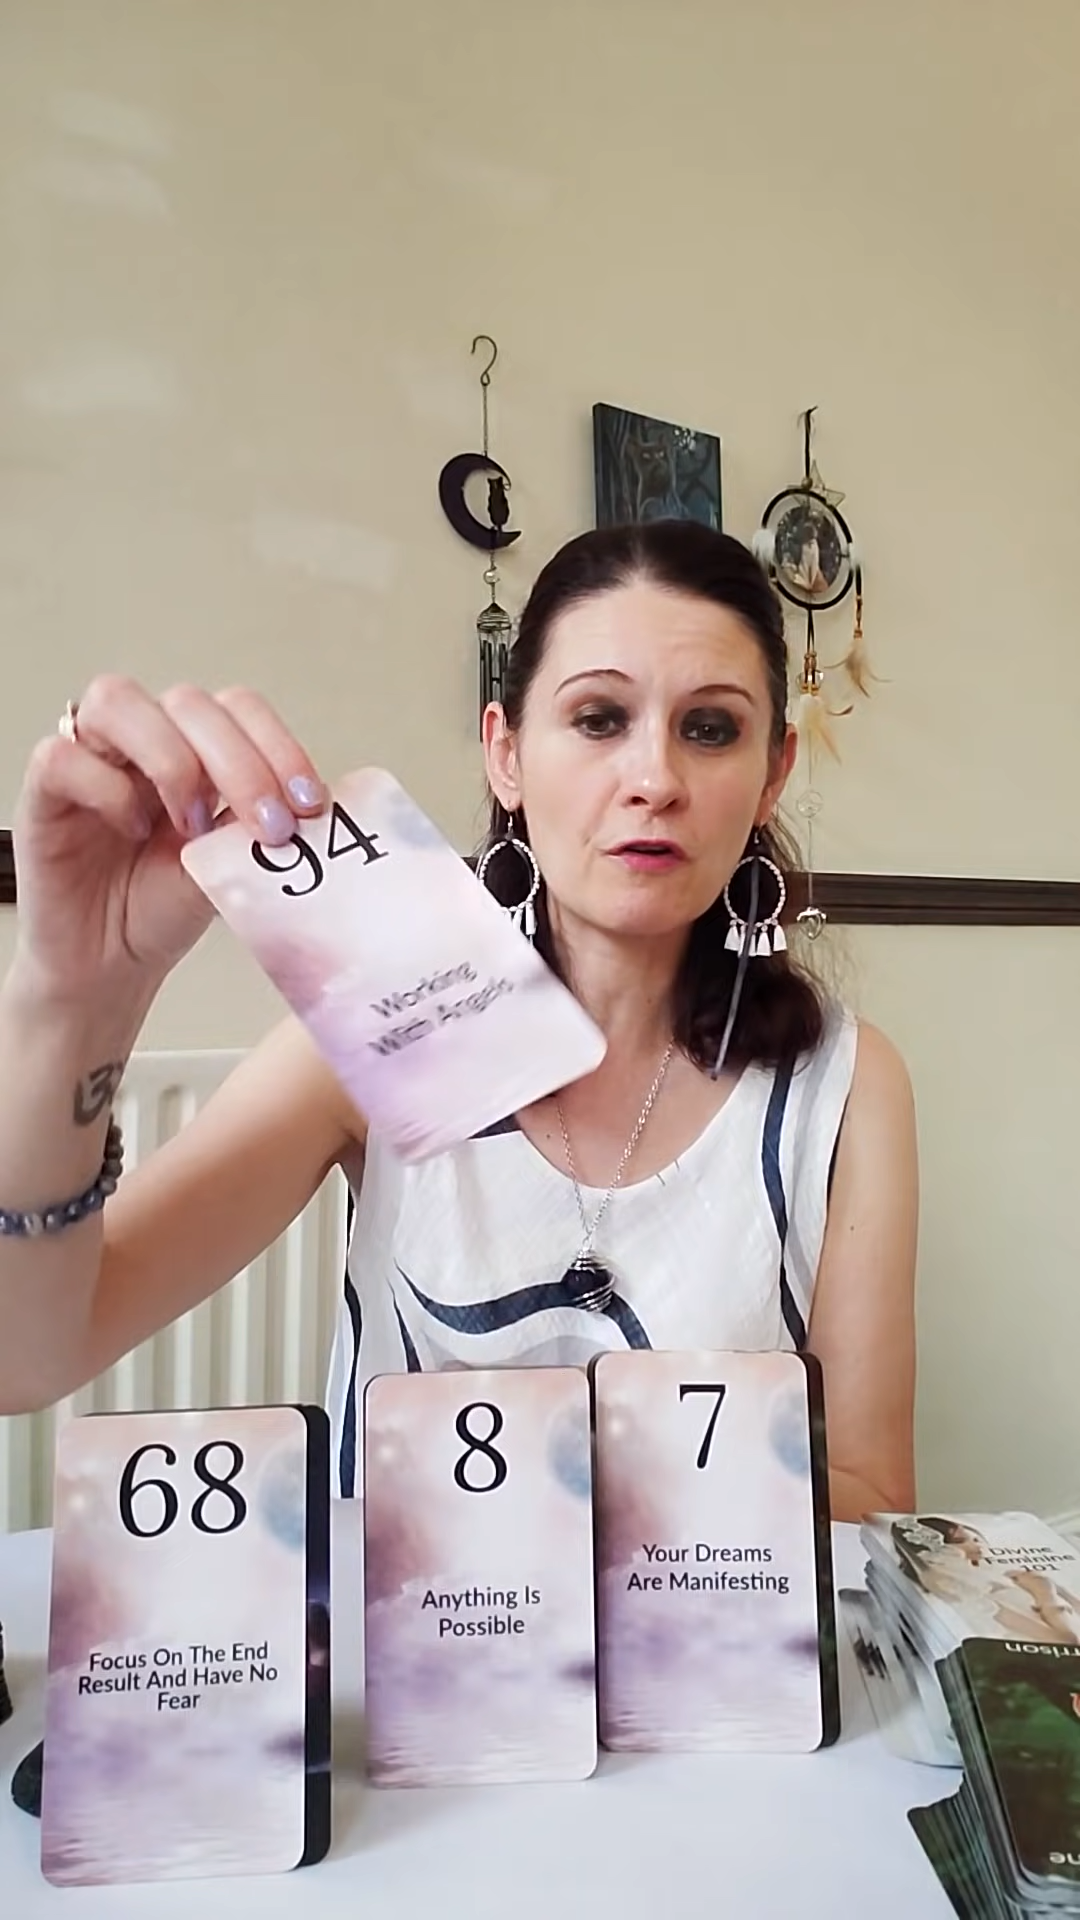 94
Working
With Angels
68
Focus On The End
Result And Have No
Fear
8
Anything Is
Possible
7
Your Dreams
Are Manifesting
Divine
Feminine
101